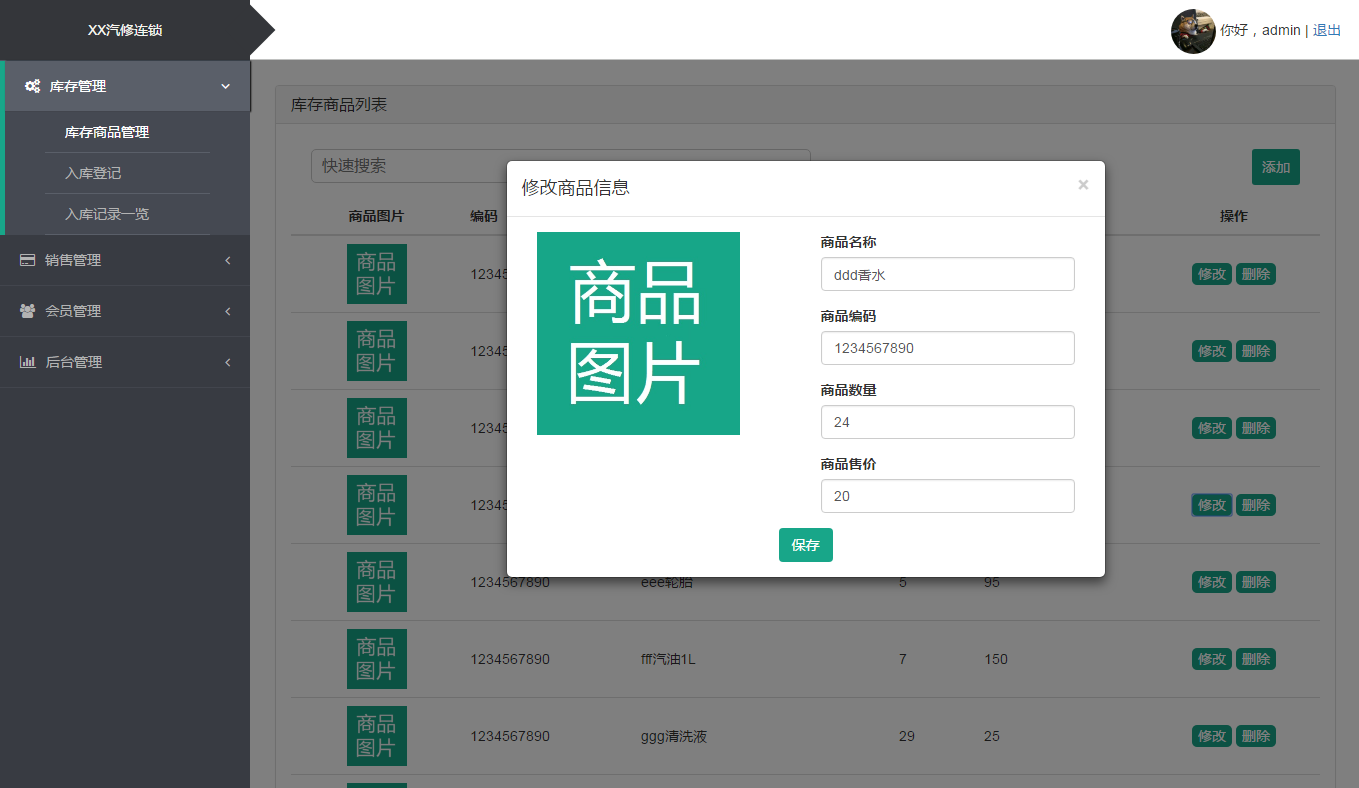 XX汽修连锁
你好，admin | 退出
库存管理
库存商品管理
入库登记
入库记录一览
销售管理
会员管理
后台管理
库存商品列表
快速搜索
添加
商品图片 编码 操作
商品
图片
12345
修改 删除
商品
图片
12345
修改 删除
商品
图片
12345
修改 删除
商品
图片
12345
修改 删除
商品
图片
1234567890 eee轮胎 5 95
修改 删除
商品
图片
1234567890 fff汽油1L 7 150
修改 删除
商品
图片
1234567890 ggg清洗液 29 25
修改 删除
修改商品信息 ×
商品
图片
商品名称
ddd香水
商品编码
1234567890
商品数量
24
商品售价
20
保存